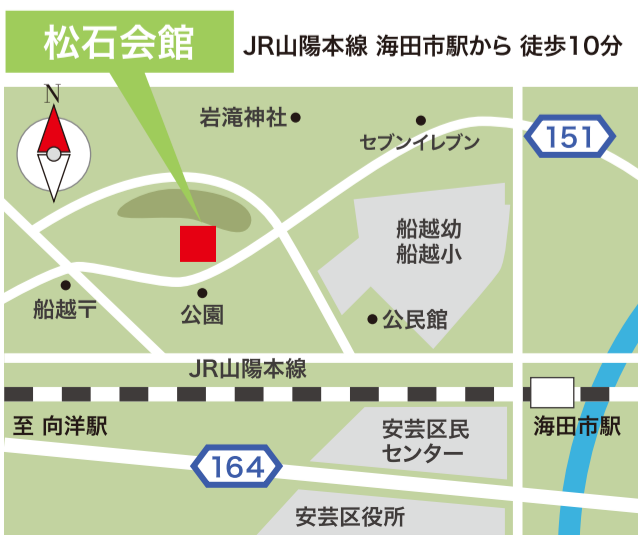 松石会館
JR山陽本線 海田市駅から 徒歩10分
N
岩滝神社
セブンイレブン
151
船越幼
船越小
船越〒
公園
公民館
JR山陽本線
至 向洋駅
海田市駅
安芸区民
センター
164
安芸区役所